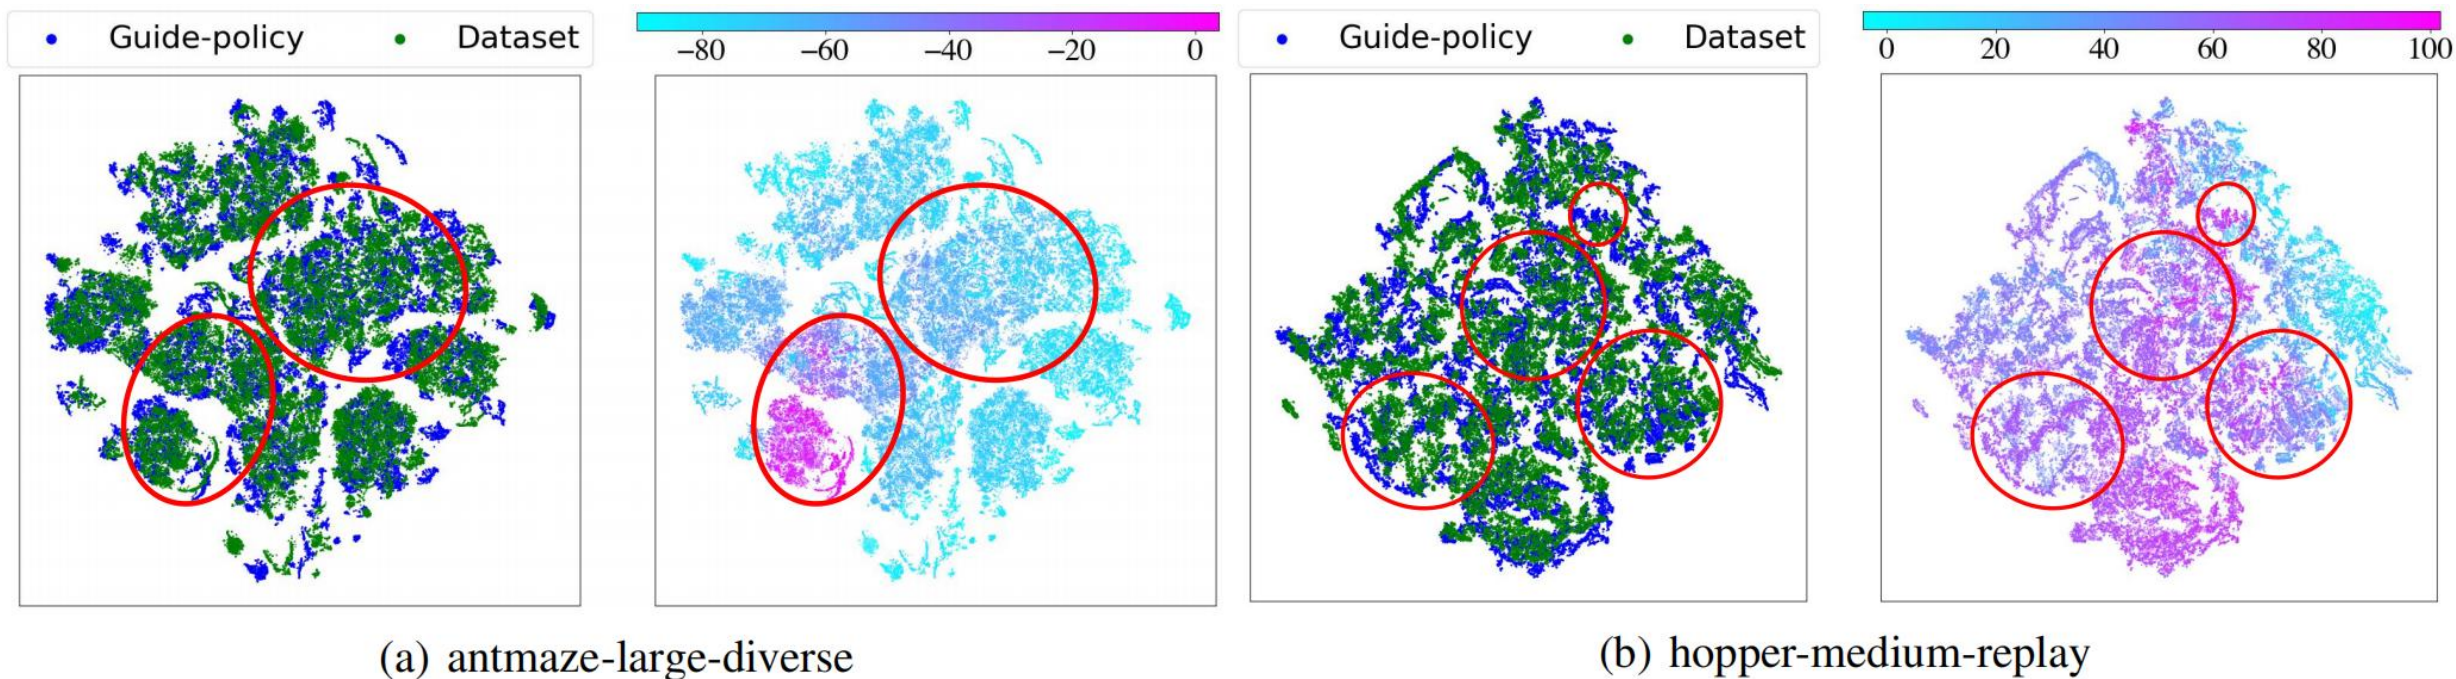 Guide-policy Dataset
−80 −60 −40 −20 0
Guide-policy Dataset
0 20 40 60 80 100
(a) antmaze-large-diverse
(b) hopper-medium-replay